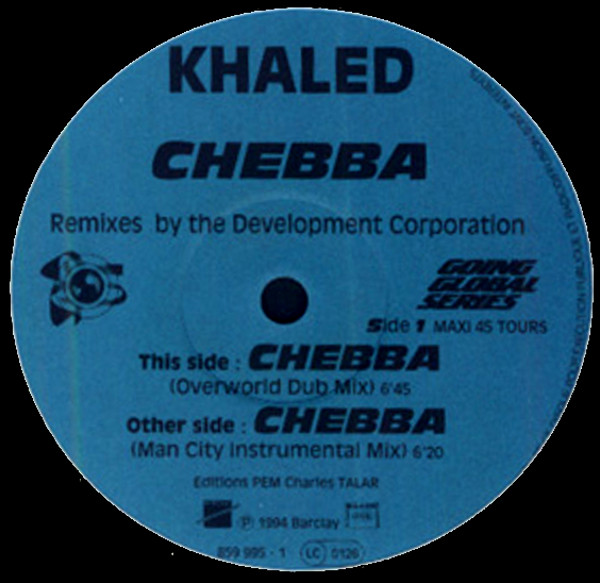 KHALED
CHEBBA
Remixes by the Development Corporation
GOING
GLOBAL
SERIES
Side 1 MAXI 45 TOURS
This side : CHEBBA
(Overworld Dub Mix) 6'45
Other side : CHEBBA
(Man City Instrumental Mix) 6'20
Editions PEM Charles TALAR
℗ 1994 Barclay
859 995 - 1 LC 0126